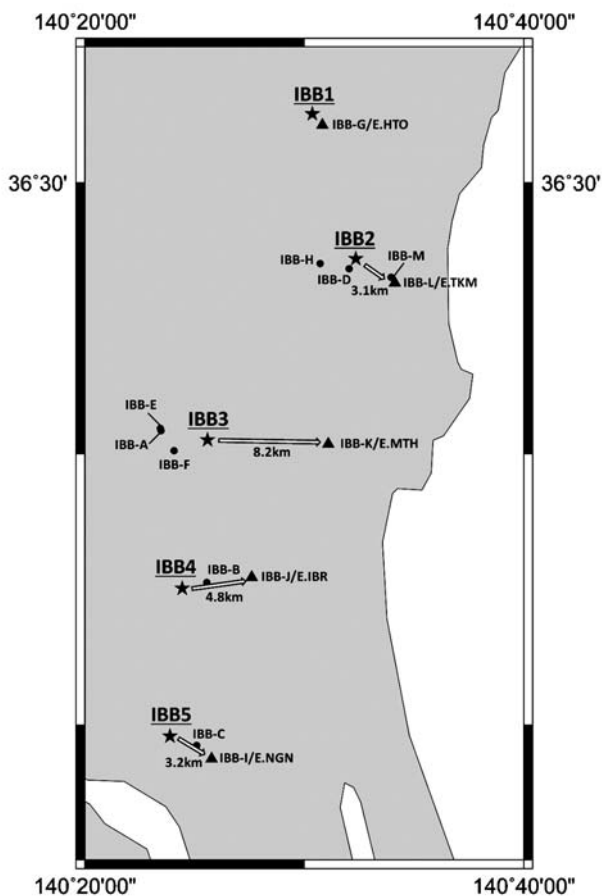 140°20'00" 140°40'00"
IBB1
IBB-G/E.HTO
36°30' 36°30'
IBB2
IBB-H
IBB-M
IBB-D
3.1km
IBB-L/E.TKM
IBB-E
IBB3
IBB-A
IBB-K/E.MTH
IBB-F
8.2km
IBB4
IBB-B
IBB-J/E.IBR
4.8km
IBB5
IBB-C
3.2km
IBB-I/E.NGN
140°20'00" 140°40'00"